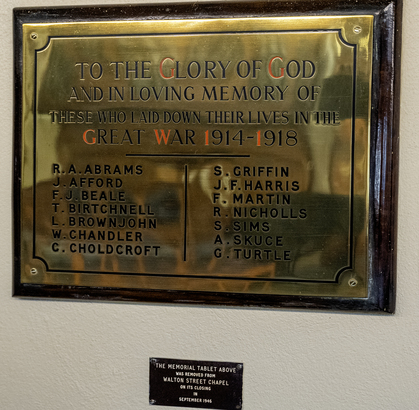 TO THE GLORY OF GOD
AND IN LOVING MEMORY OF
THESE WHO LAID DOWN THEIR LIVES IN THE
GREAT WAR 1914-1918
R. A. ABRAMS
J. AFFORD
F. J. BEALE
T. BIRTCHNELL
L. BROWNJOHN
W. CHANDLER
C. CHOLDCROFT
S. GRIFFIN
J. F. HARRIS
F. MARTIN
R. NICHOLLS
S. SIMS
A. SKUCE
G. TURTLE
THE MEMORIAL TABLET ABOVE
WAS REMOVED FROM
WALTON STREET CHAPEL
ON ITS CLOSING
IN
SEPTEMBER 1946